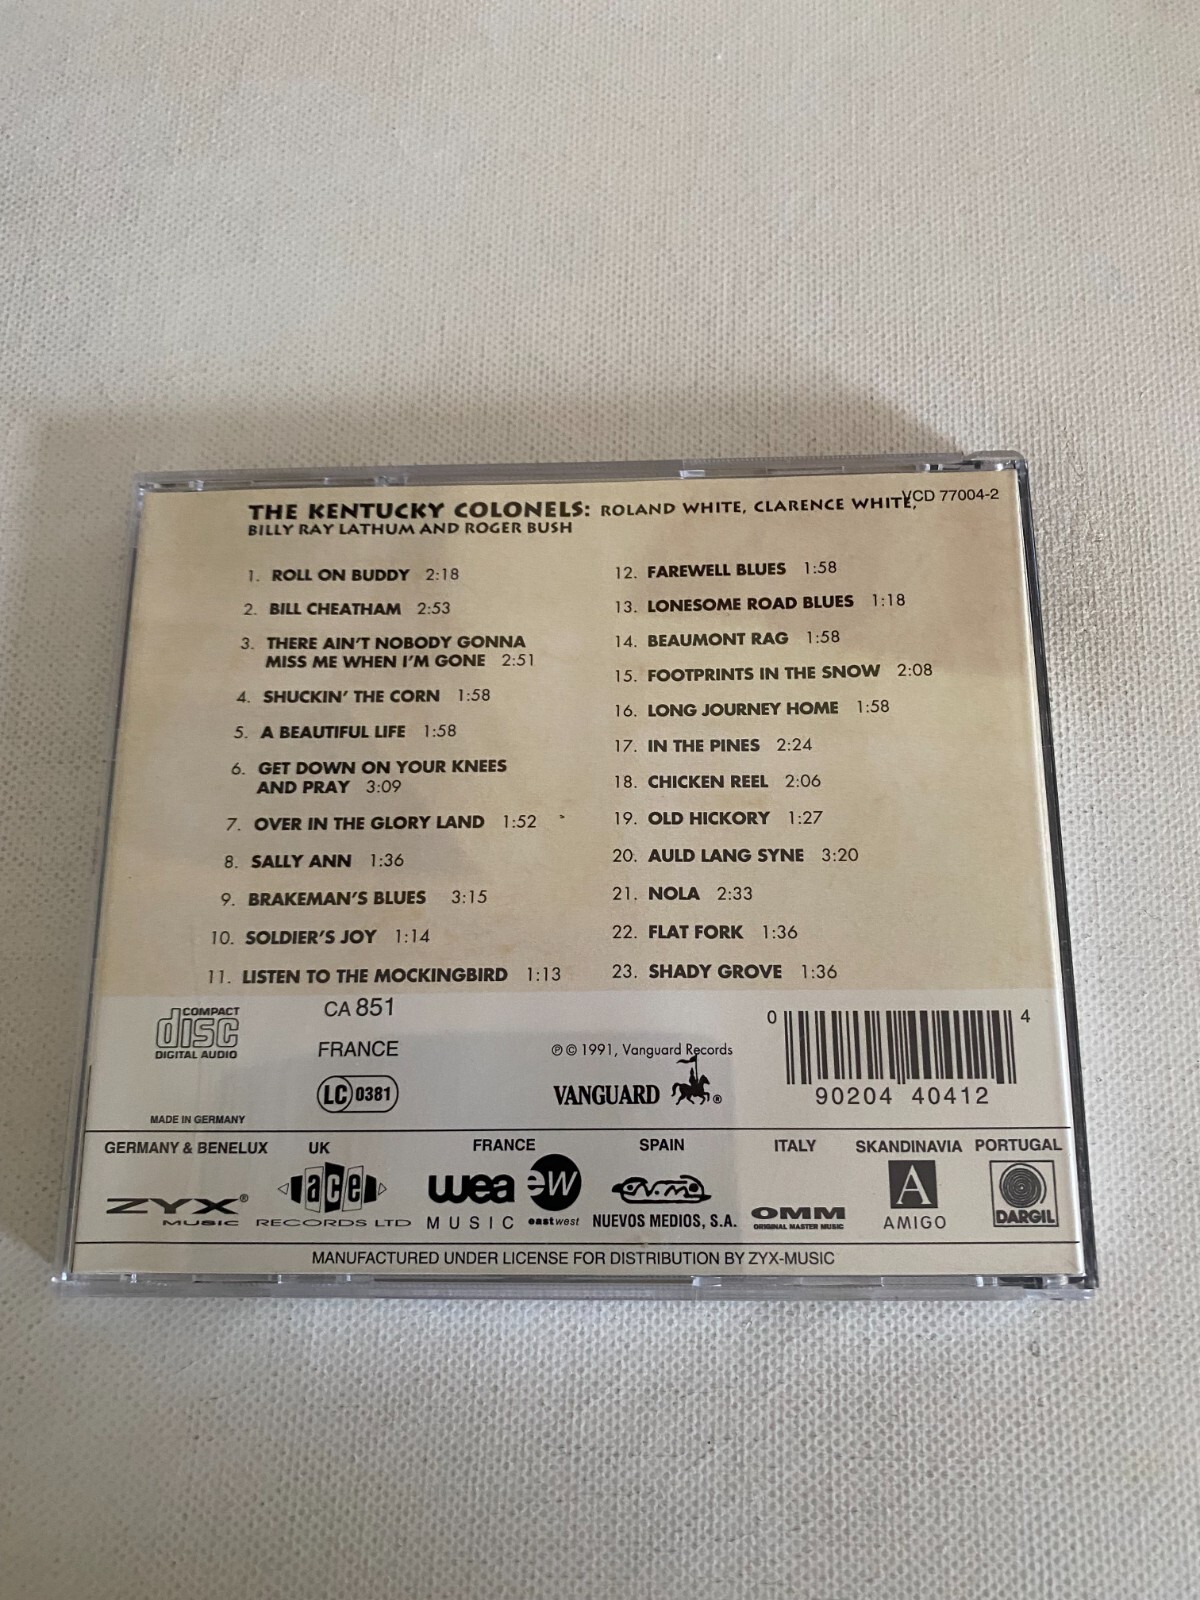 VCD 77004-2
THE KENTUCKY COLONELS: ROLAND WHITE, CLARENCE WHITE,
BILLY RAY LATHUM AND ROGER BUSH
1. ROLL ON BUDDY 2:18
2. BILL CHEATHAM 2:53
3. THERE AIN'T NOBODY GONNA
MISS ME WHEN I'M GONE 2:51
4. SHUCKIN' THE CORN 1:58
5. A BEAUTIFUL LIFE 1:58
6. GET DOWN ON YOUR KNEES
AND PRAY 3:09
7. OVER IN THE GLORY LAND 1:52
8. SALLY ANN 1:36
9. BRAKEMAN'S BLUES 3:15
10. SOLDIER'S JOY 1:14
11. LISTEN TO THE MOCKINGBIRD 1:13
12. FAREWELL BLUES 1:58
13. LONESOME ROAD BLUES 1:18
14. BEAUMONT RAG 1:58
15. FOOTPRINTS IN THE SNOW 2:08
16. LONG JOURNEY HOME 1:58
17. IN THE PINES 2:24
18. CHICKEN REEL 2:06
19. OLD HICKORY 1:27
20. AULD LANG SYNE 3:20
21. NOLA 2:33
22. FLAT FORK 1:36
23. SHADY GROVE 1:36
COMPACT
disc
DIGITAL AUDIO
MADE IN GERMANY
CA 851
FRANCE
LC 0381
℗ © 1991, Vanguard Records
VANGUARD ®
0 4
90204 40412
GERMANY & BENELUX UK FRANCE SPAIN ITALY SKANDINAVIA PORTUGAL
ZYX®
MUSIC
ace
RECORDS LTD
wea
MUSIC
ew
eastwest
N.M.
NUEVOS MEDIOS, S.A.
OMM
ORIGINAL MASTER MUSIC
A
AMIGO
DARGIL
MANUFACTURED UNDER LICENSE FOR DISTRIBUTION BY ZYX-MUSIC